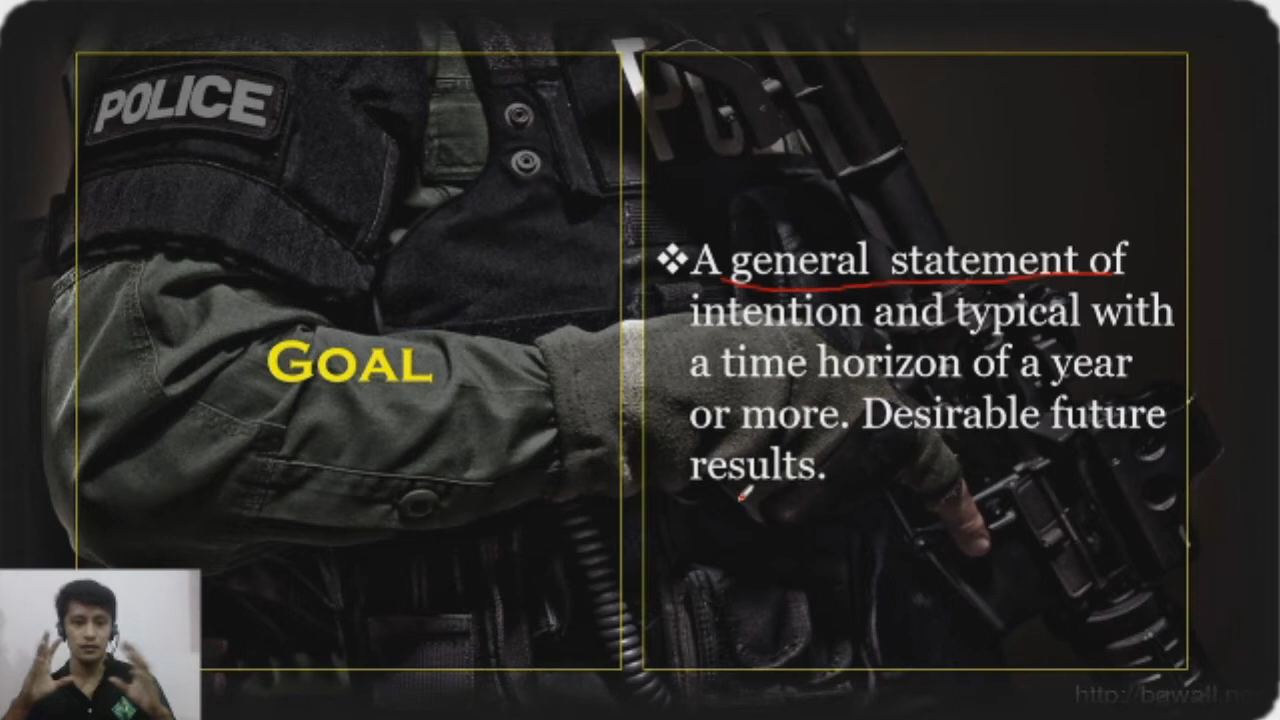 POLICE
GOAL
❖A general statement of
intention and typical with
a time horizon of a year
or more. Desirable future
results.